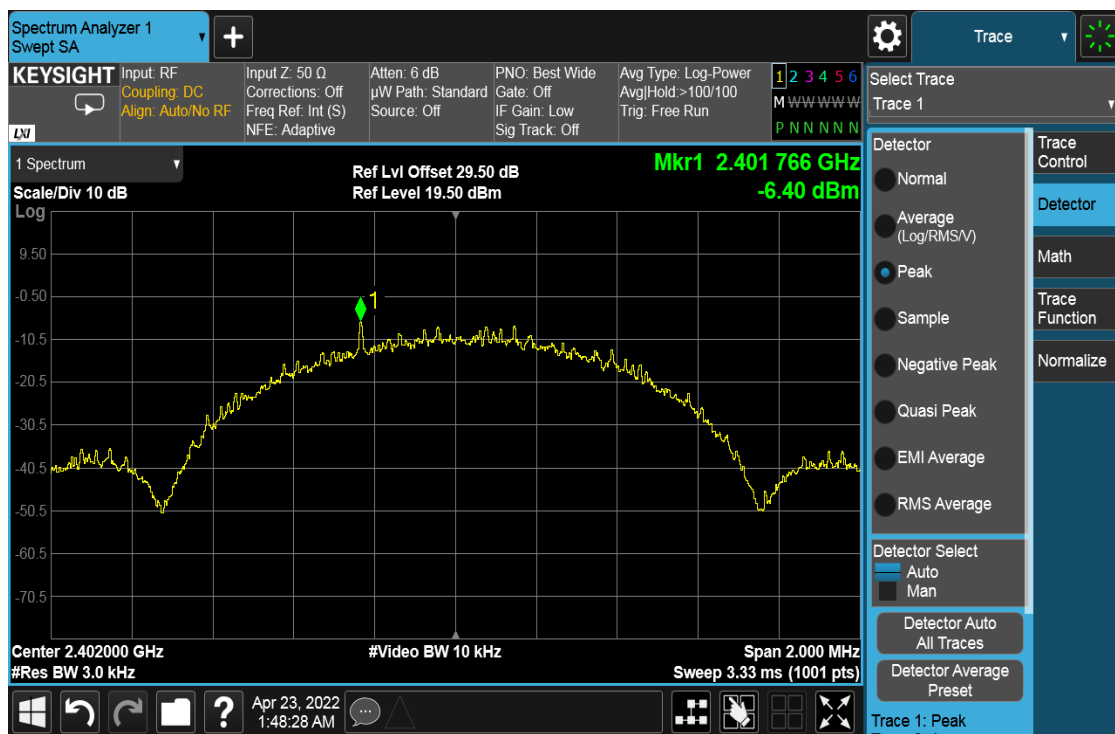 Spectrum Analyzer 1
Swept SA
Trace
KEYSIGHT
LXI
Input: RF
Coupling: DC
Align: Auto/No RF
Input Z: 50 Ω
Corrections: Off
Freq Ref: Int (S)
NFE: Adaptive
Atten: 6 dB
µW Path: Standard
Source: Off
PNO: Best Wide
Gate: Off
IF Gain: Low
Sig Track: Off
Avg Type: Log-Power
Avg|Hold:>100/100
Trig: Free Run
1 2 3 4 5 6
M W W W W W
P N N N N N
Select Trace
Trace 1
1 Spectrum
Scale/Div 10 dB
Log
Ref Lvl Offset 29.50 dB
Ref Level 19.50 dBm
Mkr1 2.401 766 GHz
-6.40 dBm
9.50
-0.50
-10.5
-20.5
-30.5
-40.5
-50.5
-60.5
-70.5
1
Center 2.402000 GHz
#Res BW 3.0 kHz
#Video BW 10 kHz
Span 2.000 MHz
Sweep 3.33 ms (1001 pts)
Detector
Normal
Average
(Log/RMS/V)
Peak
Sample
Negative Peak
Quasi Peak
EMI Average
RMS Average
Detector Select
Auto
Man
Detector Auto
All Traces
Detector Average
Preset
Trace 1: Peak
Trace
Control
Detector
Math
Trace
Function
Normalize
?
Apr 23, 2022
1:48:28 AM